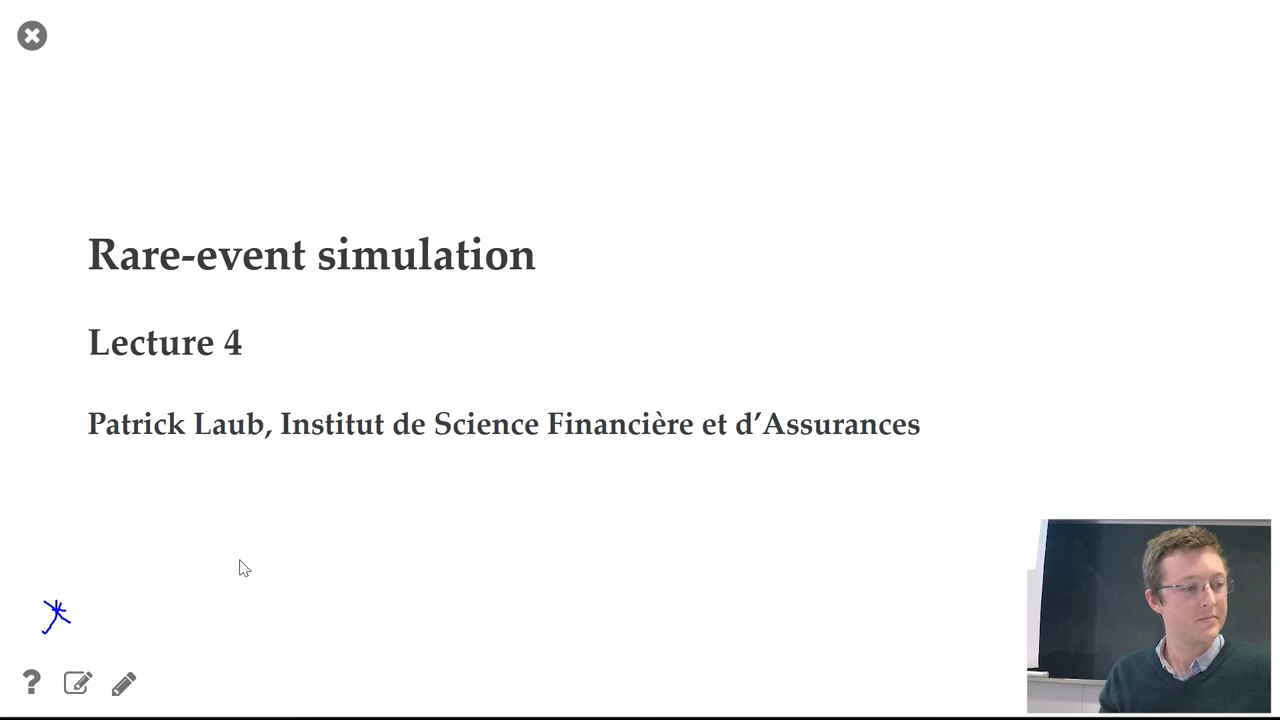 Rare-event simulation
Lecture 4
Patrick Laub, Institut de Science Financière et d’Assurances